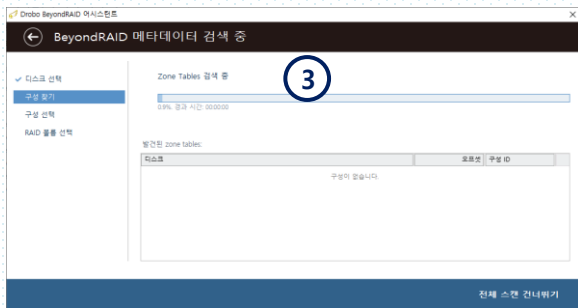 Drobo BeyondRAID 어시스턴트
BeyondRAID 메타데이터 검색 중
디스크 선택
구성 찾기
구성 선택
RAID 볼륨 선택
Zone Tables 검색 중
3
0.9%. 경과 시간: 00:00:00
발견된 zone tables:
디스크 오프셋 구성 ID
구성이 없습니다.
전체 스캔 건너뛰기